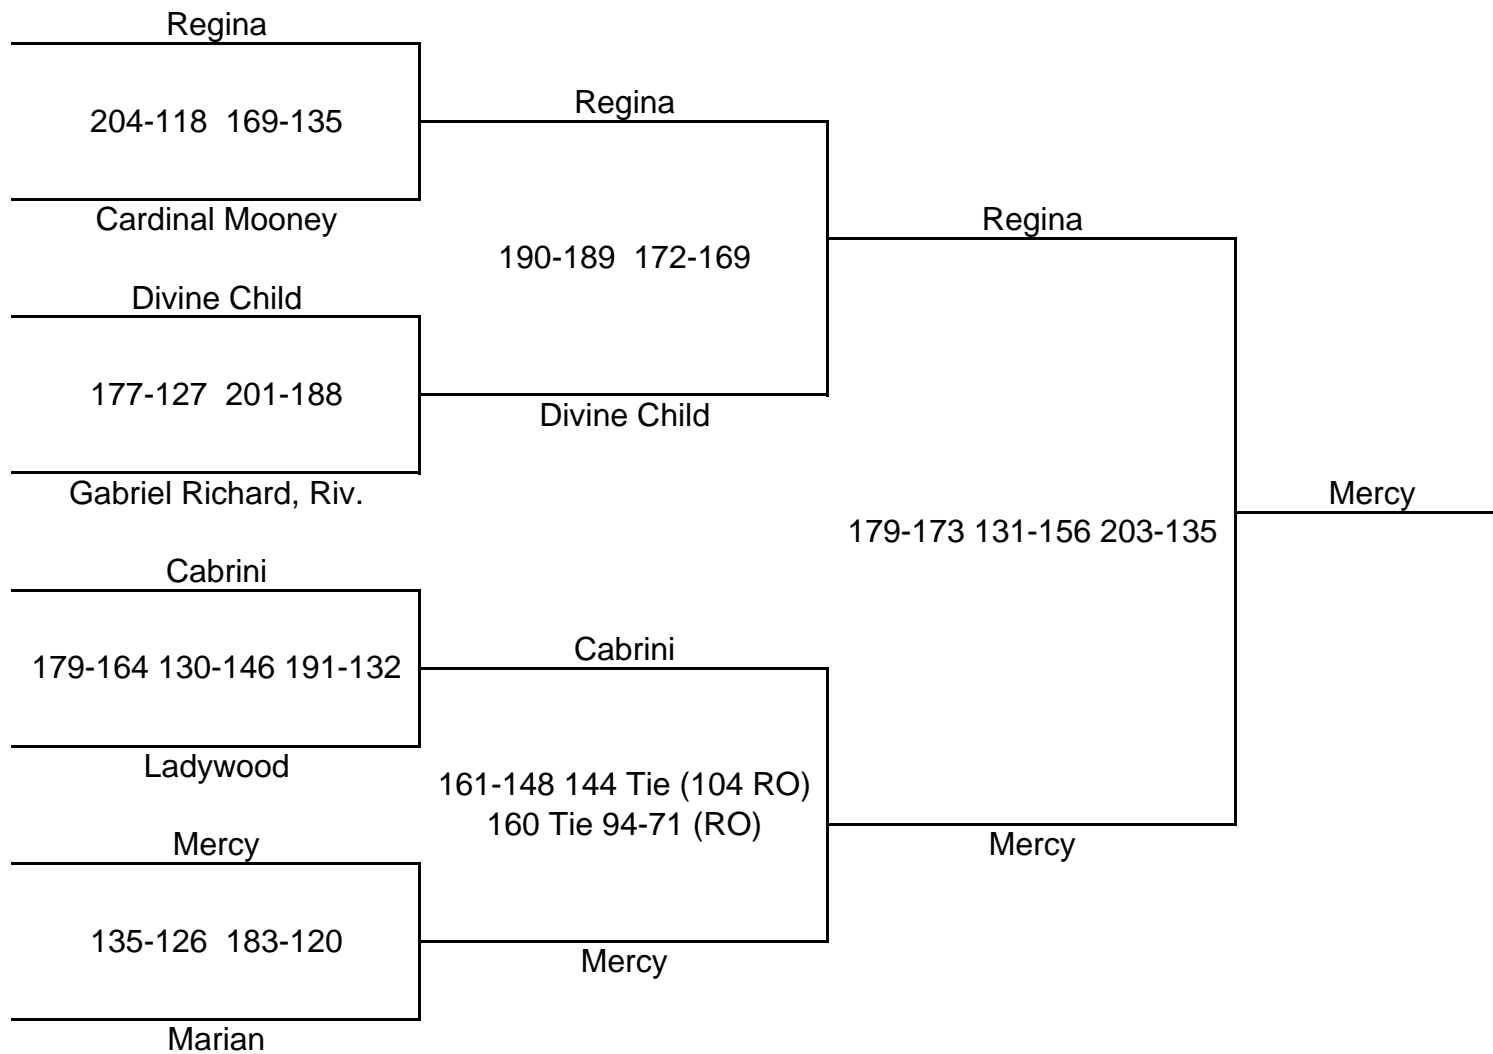 Regina
204-118  169-135
Cardinal Mooney
Divine Child
177-127  201-188
Gabriel Richard, Riv.
Cabrini
179-164 130-146 191-132
Ladywood
Mercy
135-126  183-120
Marian
Regina
190-189  172-169
Divine Child
Cabrini
161-148 144 Tie (104 RO)
160 Tie 94-71 (RO)
Mercy
Regina
179-173 131-156 203-135
Mercy
Mercy